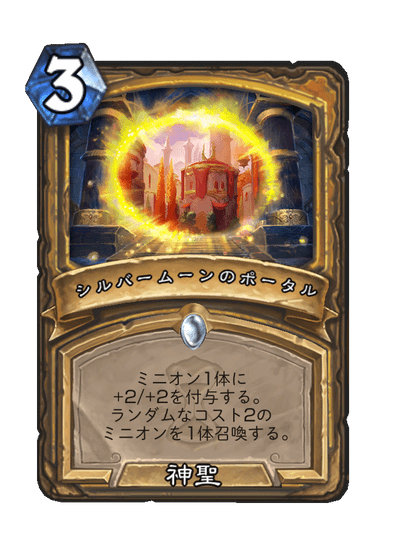 3
シルバームーンのポータル
ミニオン1体に
+2/+2を付与する。
ランダムなコスト2の
ミニオンを1体召喚する。
神聖